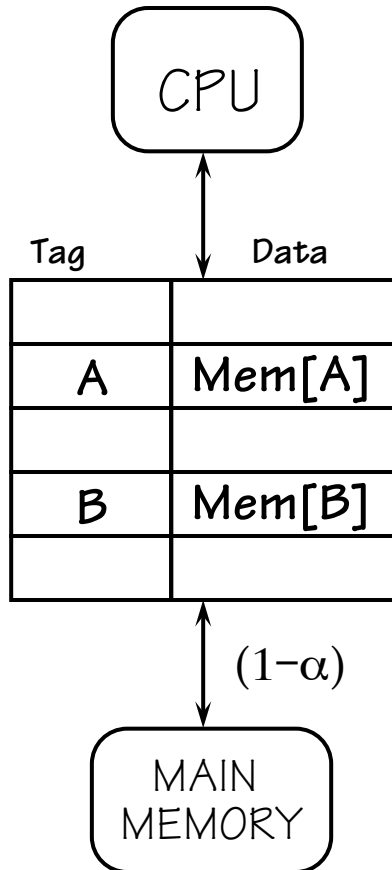 CPU
Tag Data
A Mem[A]
B Mem[B]
(1−α)
MAIN
MEMORY